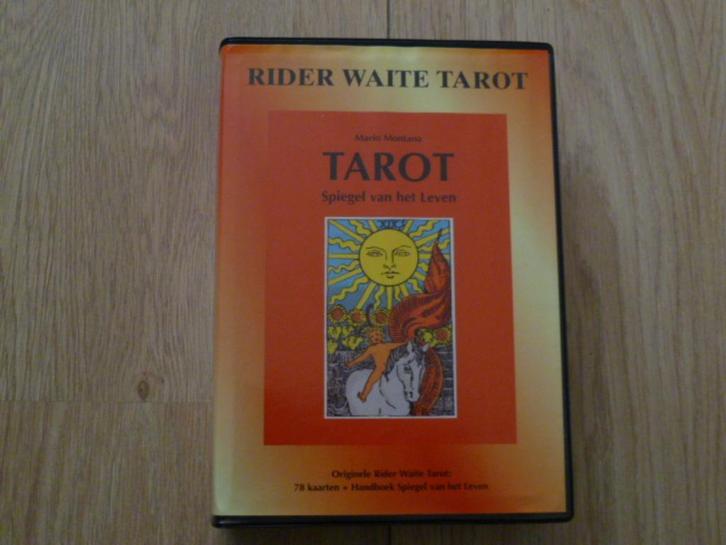 RIDER WAITE TAROT
Mario Montano
TAROT
Spiegel van het Leven
XIX
Originele Rider Waite Tarot:
78 kaarten + Handboek Spiegel van het Leven